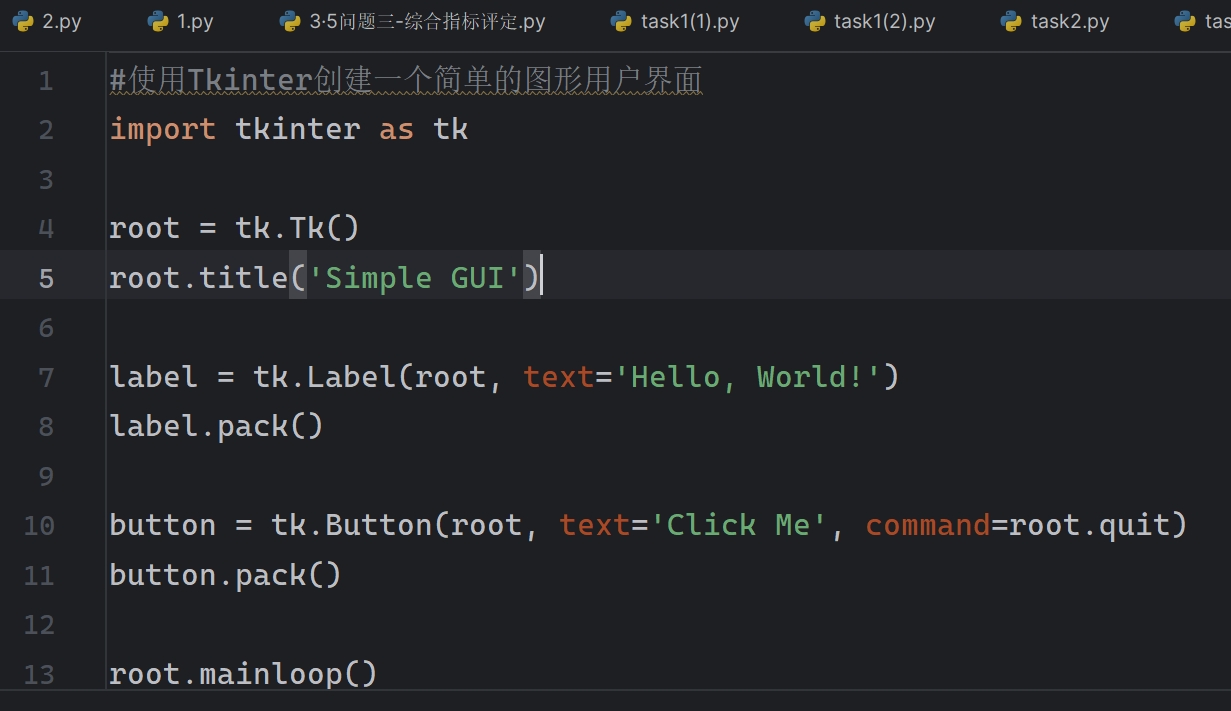 2.py 1.py 3·5问题三-综合指标评定.py task1(1).py task1(2).py task2.py tas
1 #使用Tkinter创建一个简单的图形用户界面
2 import tkinter as tk
3
4 root = tk.Tk()
5 root.title('Simple GUI')
6
7 label = tk.Label(root, text='Hello, World!')
8 label.pack()
9
10 button = tk.Button(root, text='Click Me', command=root.quit)
11 button.pack()
12
13 root.mainloop()